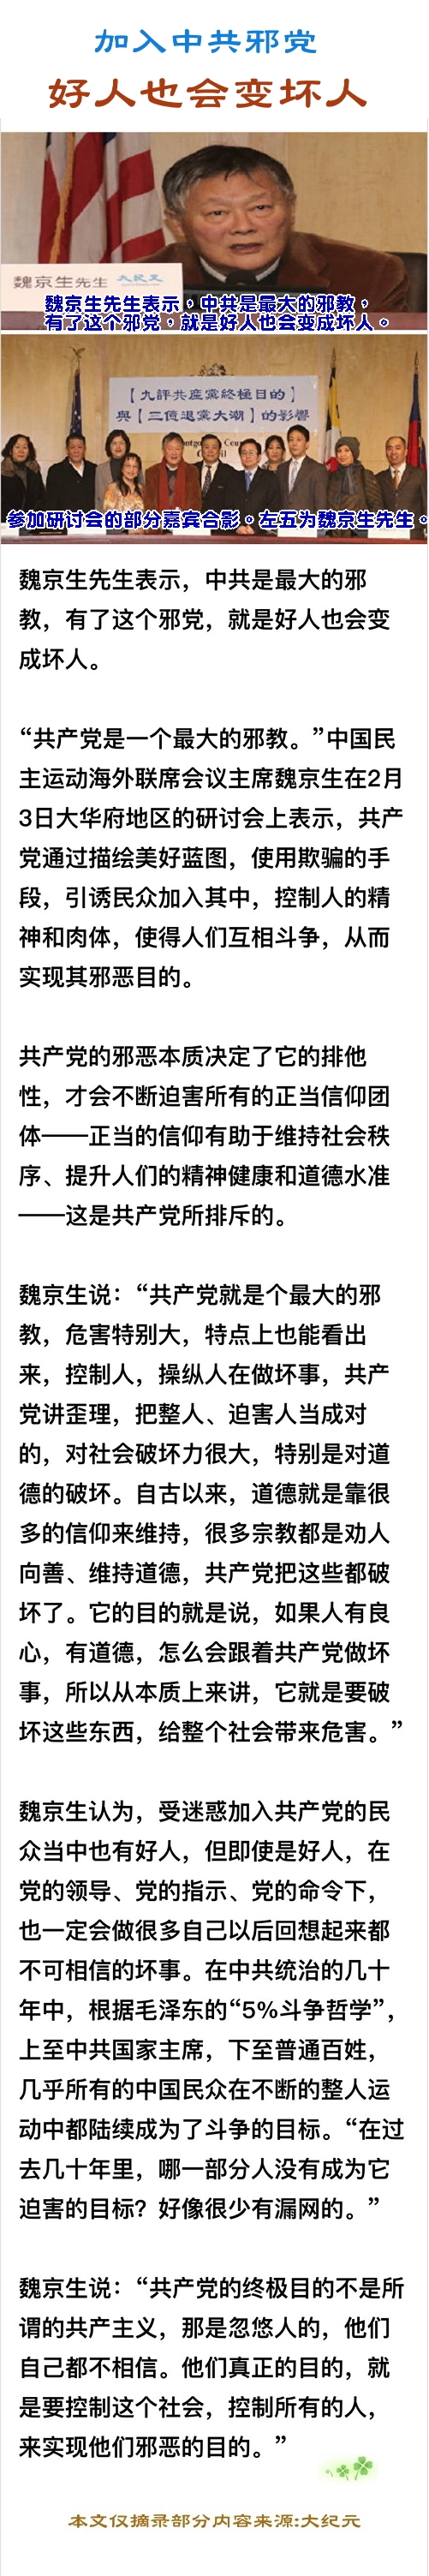 加入中共邪党
好人也会变坏人
魏京生先生 大纪元
魏京生先生表示，中共是最大的邪教，
有了这个邪党，就是好人也会变成坏人。
【九評共産黨終極目的】
與【三億退黨大潮】的影響
参加研讨会的部分嘉宾合影。左五为魏京生先生。
魏京生先生表示，中共是最大的邪
教，有了这个邪党，就是好人也会变
成坏人。
“共产党是一个最大的邪教。”中国民
主运动海外联席会议主席魏京生在2月
3日大华府地区的研讨会上表示，共产
党通过描绘美好蓝图，使用欺骗的手
段，引诱民众加入其中，控制人的精
神和肉体，使得人们互相斗争，从而
实现其邪恶目的。
共产党的邪恶本质决定了它的排他
性，才会不断迫害所有的正当信仰团
体——正当的信仰有助于维持社会秩
序、提升人们的精神健康和道德水准
——这是共产党所排斥的。
魏京生说：“共产党就是个最大的邪
教，危害特别大，特点上也能看出
来，控制人，操纵人在做坏事，共产
党讲歪理，把整人、迫害人当成对
的，对社会破坏力很大，特别是对道
德的破坏。自古以来，道德就是靠很
多的信仰来维持，很多宗教都是劝人
向善、维持道德，共产党把这些都破
坏了。它的目的就是说，如果人有良
心，有道德，怎么会跟着共产党做坏
事，所以从本质上来讲，它就是要破
坏这些东西，给整个社会带来危害。”
魏京生认为，受迷惑加入共产党的民
众当中也有好人，但即使是好人，在
党的领导、党的指示、党的命令下，
也一定会做很多自己以后回想起来都
不可相信的坏事。在中共统治的几十
年中，根据毛泽东的“5%斗争哲学”，
上至中共国家主席，下至普通百姓，
几乎所有的中国民众在不断的整人运
动中都陆续成为了斗争的目标。“在过
去几十年里，哪一部分人没有成为它
迫害的目标？好像很少有漏网的。”
魏京生说：“共产党的终极目的不是所
谓的共产主义，那是忽悠人的，他们
自己都不相信。他们真正的目的，就
是要控制这个社会，控制所有的人，
来实现他们邪恶的目的。”
本文仅摘录部分内容来源:大纪元